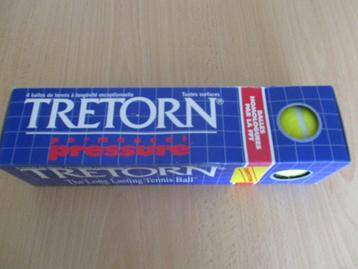 4 balles de tennis à longévité exceptionnelle
Toutes surfaces
TRETORN®
permanent
pressure
BALLES
HOMOLOGUÉES
PAR LA FFT
TRETORN
The Long Lasting Tennis Ball